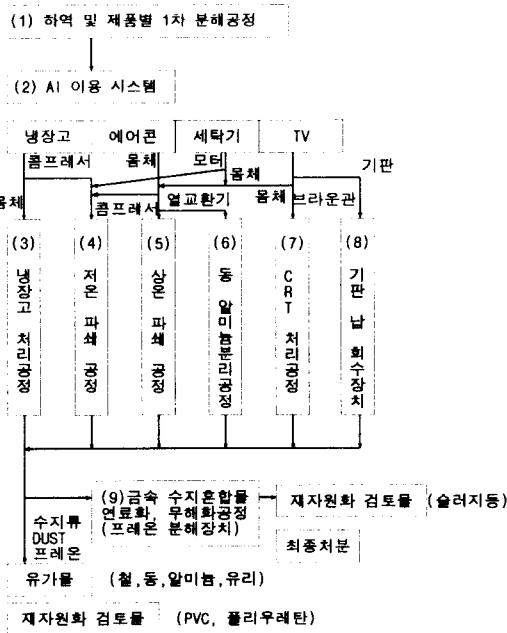 (1) 하역 및 제품별 1차 분해공정
(2) AI 이용 시스템
냉장고 에어콘 세탁기 TV
콤프레서 몸체 모터 기판
몸체
몸체 콤프레서 열교환기 몸체 브라운관
(3) 냉장고 처리공정
(4) 저온 파쇄 공정
(5) 상온 파쇄 공정
(6) 동 알미늄분리공정
(7) CRT 처리공정
(8) 기판 납 회수장치
(9)금속 수지혼합물
연료화, 무해화공정
(프레온 분해장치)
재자원화 검토물 (슬러지등)
수지류
DUST
프레온
최종처분
유가물 (철,동,알미늄,유리)
재자원화 검토물 (PVC, 폴리우레탄)